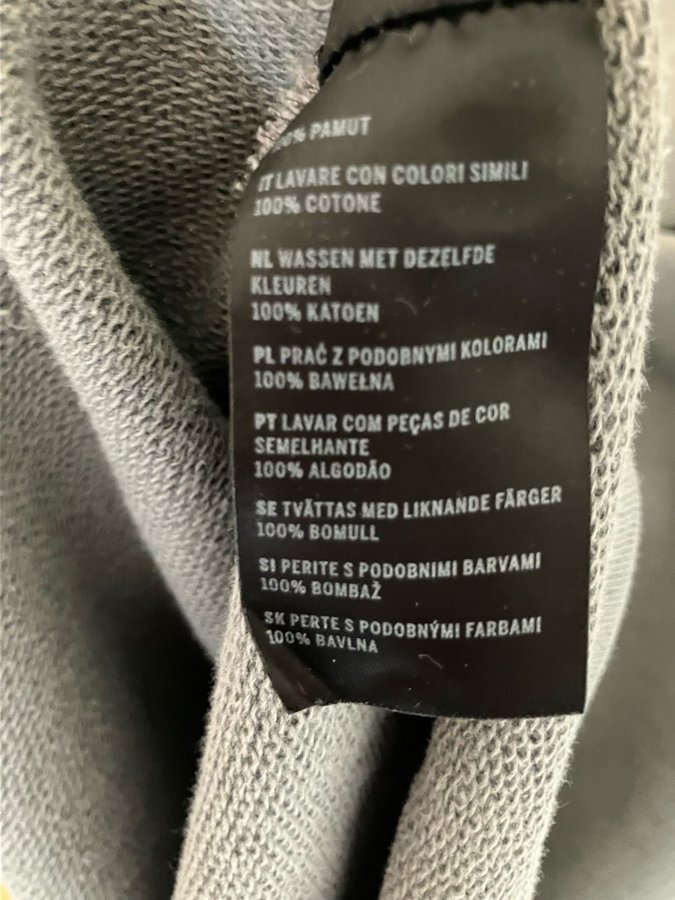 PAMUT
IT LAVARE CON COLORI SIMILI
100% COTONE
NL WASSEN MET DEZELFDE
KLEUREN
100% KATOEN
PL PRAĆ Z PODOBNYMI KOLORAMI
100% BAWEŁNA
PT LAVAR COM PEÇAS DE COR
SEMELHANTE
100% ALGODÃO
SE TVÄTTAS MED LIKNANDE FÄRGER
100% BOMULL
SI PERITE S PODOBNIMI BARVAMI
100% BOMBAŽ
SK PERTE S PODOBNÝMI FARBAMI
100% BAVLNA